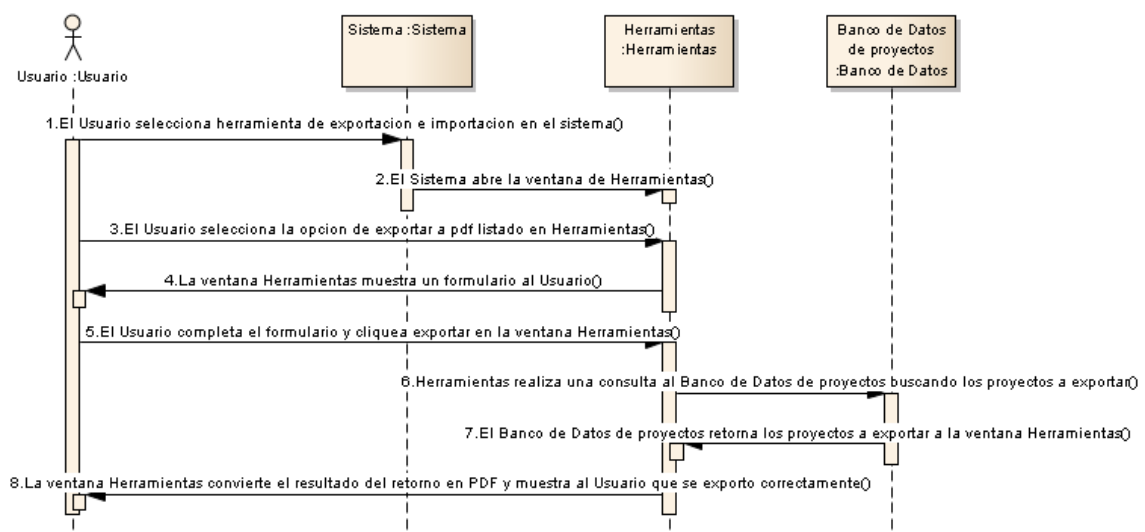 Usuario :Usuario
Sistema :Sistema
Herramientas
:Herramientas
Banco de Datos
de proyectos
:Banco de Datos
1.El Usuario selecciona herramienta de exportacion e importacion en el sistema()
2.El Sistema abre la ventana de Herramientas()
3.El Usuario selecciona la opcion de exportar a pdf listado en Herramientas()
4.La ventana Herramientas muestra un formulario al Usuario()
5.El Usuario completa el formulario y cliquea exportar en la ventana Herramientas()
6.Herramientas realiza una consulta al Banco de Datos de proyectos buscando los proyectos a exportar()
7.El Banco de Datos de proyectos retorna los proyectos a exportar a la ventana Herramientas()
8.La ventana Herramientas convierte el resultado del retorno en PDF y muestra al Usuario que se exporto correctamente()